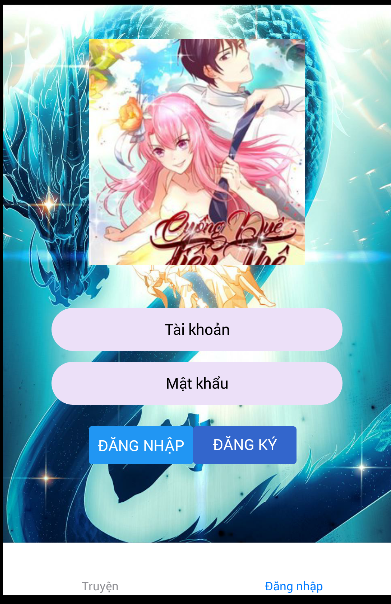 Cuồng Duệ
Tiểu Thê
Tài khoản
Mật khẩu
ĐĂNG NHẬP ĐĂNG KÝ
Truyện Đăng nhập